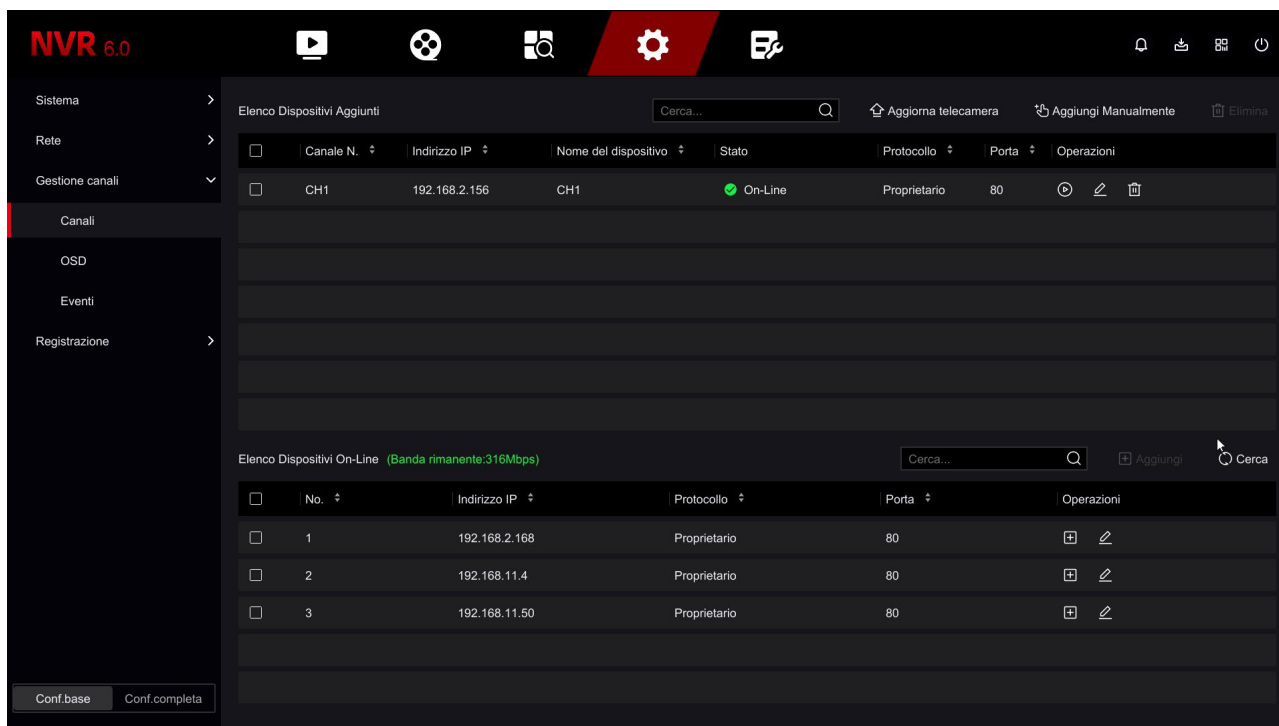 NVR 6.0
Sistema
Rete
Gestione canali
Canali
OSD
Eventi
Registrazione
Conf.base Conf.completa
Elenco Dispositivi Aggiunti Cerca... Aggiorna telecamera Aggiungi Manualmente Elimina
Canale N. Indirizzo IP Nome del dispositivo Stato Protocollo Porta Operazioni
CH1 192.168.2.156 CH1 On-Line Proprietario 80
Elenco Dispositivi On-Line (Banda rimanente:316Mbps) Cerca... Aggiungi Cerca
No. Indirizzo IP Protocollo Porta Operazioni
1 192.168.2.168 Proprietario 80
2 192.168.11.4 Proprietario 80
3 192.168.11.50 Proprietario 80